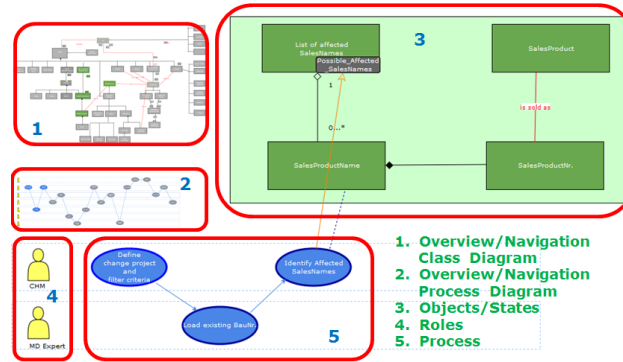 List of affected
SalesNames
Possible_Affected
_SalesNames
3
SalesProduct
1
1
is sold as
0...*
SalesProductName
SalesProductNr.
2
CHM
4
MD Expert
Define
change project
and
filter criteria
Identify Affected
SalesNames
Load existing BauNr.
5
1. Overview/Navigation
Class Diagram
2. Overview/Navigation
Process Diagram
3. Objects/States
4. Roles
5. Process